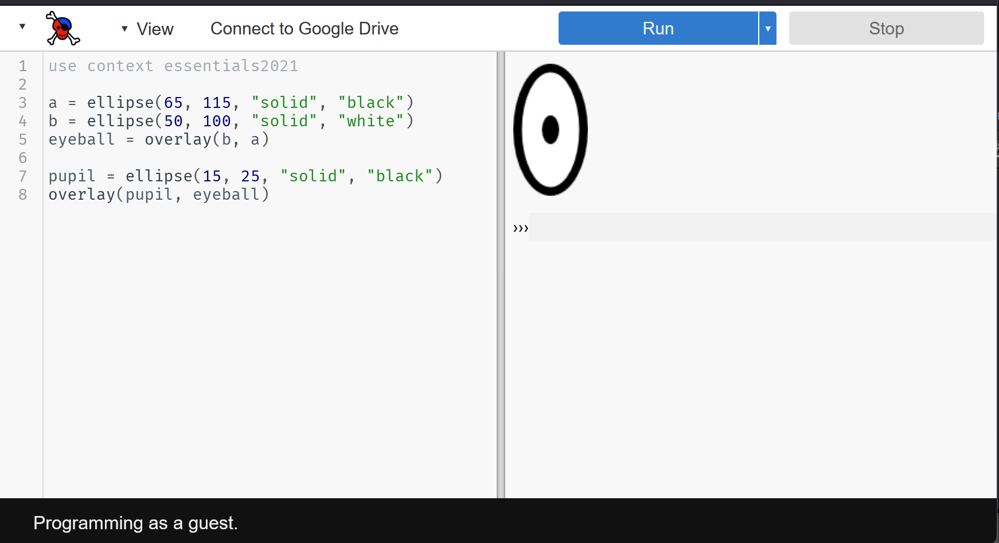 ▼ View Connect to Google Drive Run ▼ Stop
1 use context essentials2021
2
3 a = ellipse(65, 115, "solid", "black")
4 b = ellipse(50, 100, "solid", "white")
5 eyeball = overlay(b, a)
6
7 pupil = ellipse(15, 25, "solid", "black")
8 overlay(pupil, eyeball)
›››
Programming as a guest.